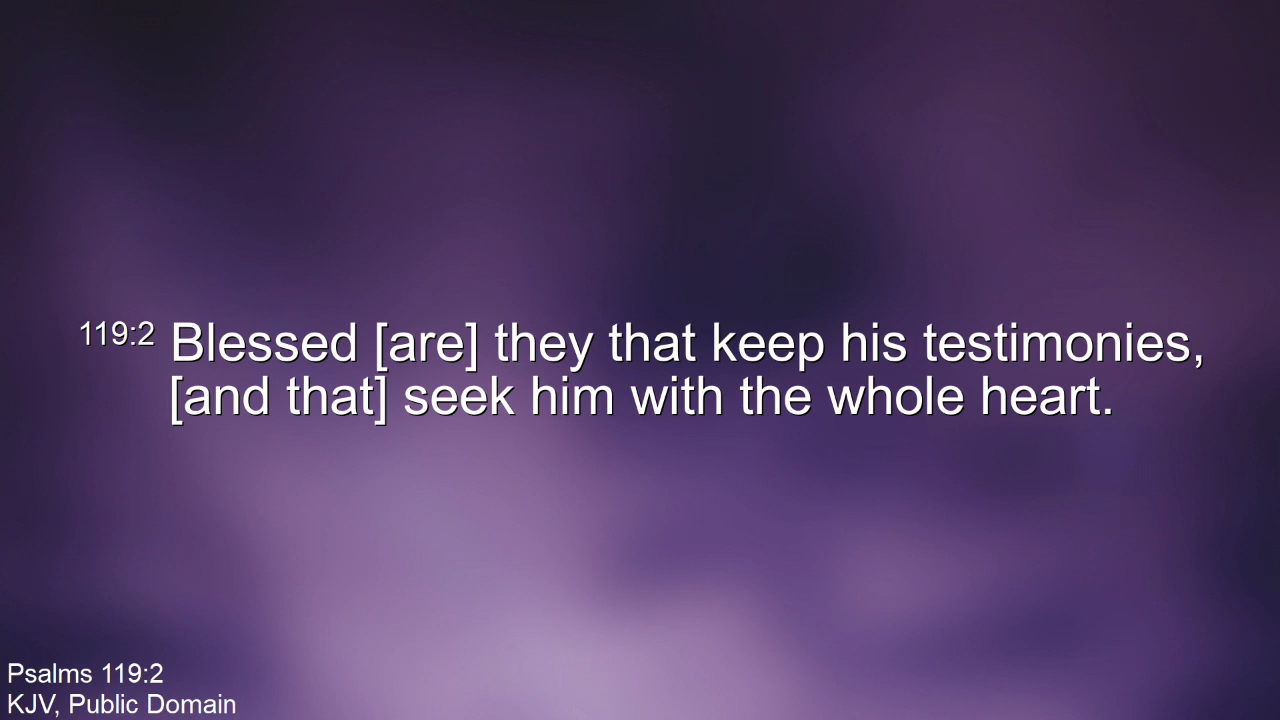 119:2 Blessed [are] they that keep his testimonies,
[and that] seek him with the whole heart.
Psalms 119:2
KJV, Public Domain